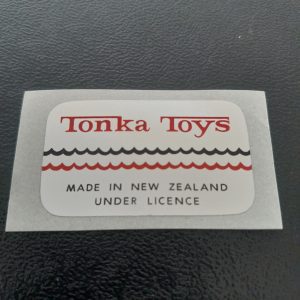 Tonka Toys
MADE IN NEW ZEALAND
UNDER LICENCE